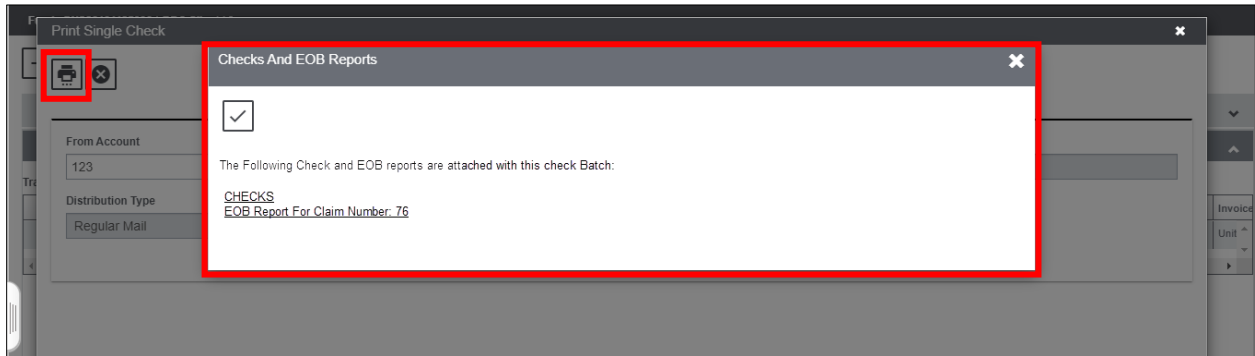 Print Single Check
Checks And EOB Reports
From Account
123
The Following Check and EOB reports are attached with this check Batch:
Distribution Type
CHECKS
EOB Report For Claim Number: 76
Regular Mail
Invoice
Unit